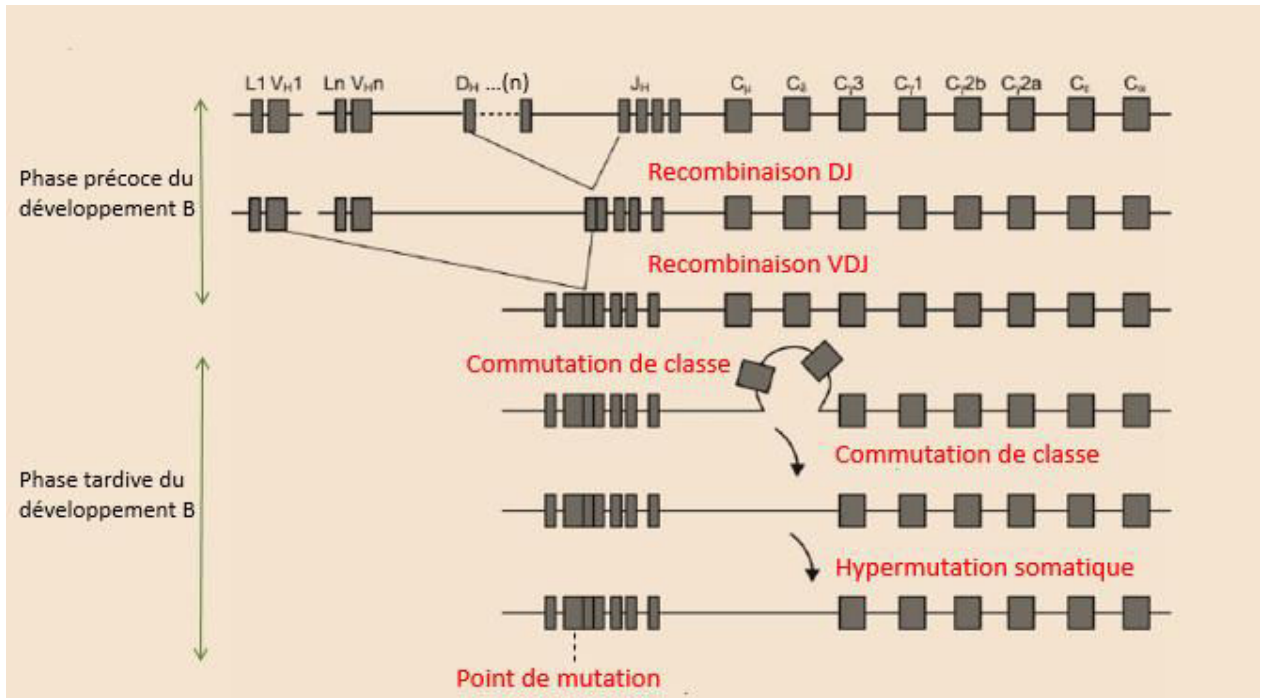 L1 VH1 Ln VHn DH ...(n) JH Cμ Cδ Cγ3 Cγ1 Cγ2b Cγ2a Cε Cα
Phase précoce du
développement B
Recombinaison DJ
Recombinaison VDJ
Commutation de classe
Commutation de classe
Phase tardive du
développement B
Hypermutation somatique
Point de mutation